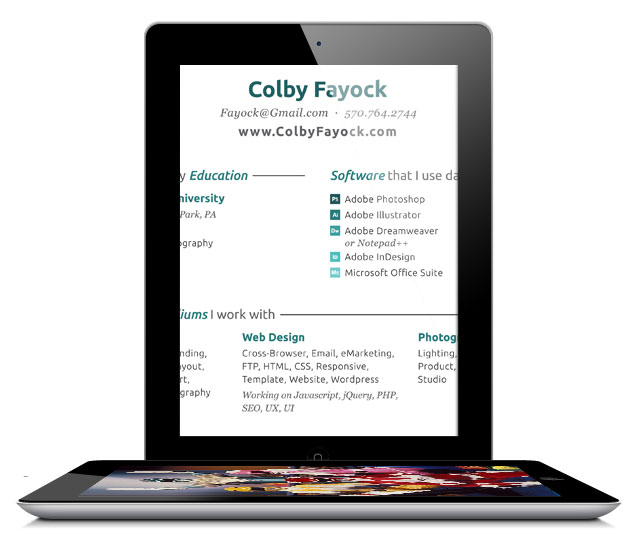 Colby Fayock
Fayock@Gmail.com · 570.764.2744
www.ColbyFayock.com
y Education
Software that I use da
niversity
Park, PA
ography
Ps Adobe Photoshop
Ai Adobe Illustrator
Dw Adobe Dreamweaver
or Notepad++
ID Adobe InDesign
Ms Microsoft Office Suite
iums I work with
nding,
ayout,
rt,
ography
Web Design
Cross-Browser, Email, eMarketing,
FTP, HTML, CSS, Responsive,
Template, Website, Wordpress
Working on Javascript, jQuery, PHP,
SEO, UX, UI
Photog
Lighting,
Product,
Studio